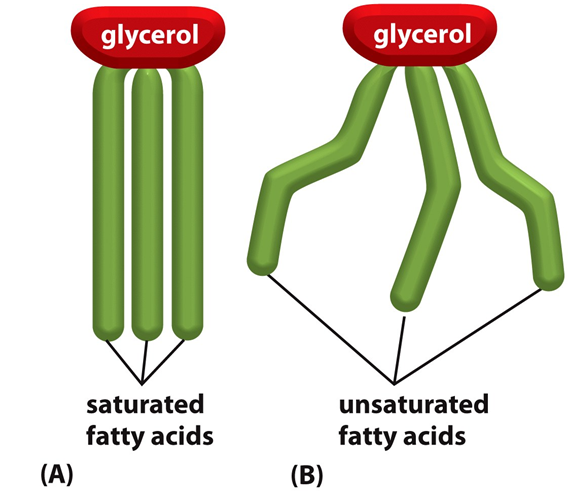 glycerol
saturated
fatty acids
(A)
glycerol
unsaturated
fatty acids
(B)